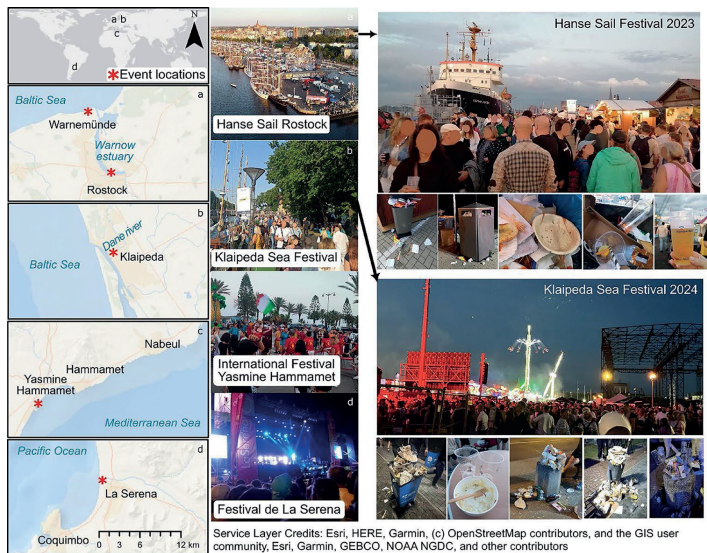 a b
c
d
N
Event locations
a
Baltic Sea
Warnemünde
Warnow
estuary
Rostock
b
Dane river
Klaipeda
Baltic Sea
c
Nabeul
Hammamet
Yasmine
Hammamet
Mediterranean Sea
d
Pacific Ocean
La Serena
Coquimbo
0 3 6 12 km
a
Hanse Sail Rostock
b
Klaipeda Sea Festival
c
International Festival
Yasmine Hammamet
d
Festival de La Serena
Hanse Sail Festival 2023
Klaipeda Sea Festival 2024
Service Layer Credits: Esri, HERE, Garmin, (c) OpenStreetMap contributors, and the GIS user
community, Esri, Garmin, GEBCO, NOAA NGDC, and other contributors